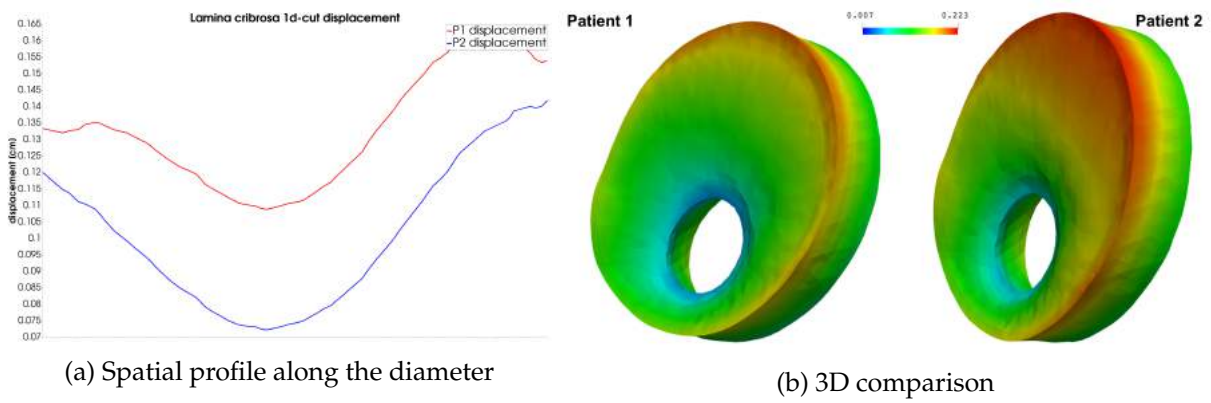 Lamina cribrosa 1d-cut displacement
P1 displacement
P2 displacement
0.165
0.16
0.155
0.15
0.145
0.14
0.135
0.13
0.125
0.12
0.115
0.11
0.105
0.1
0.095
0.09
0.085
0.08
0.075
0.07
displacement (cm)
(a) Spatial profile along the diameter
Patient 1
0.007
0.223
Patient 2
(b) 3D comparison